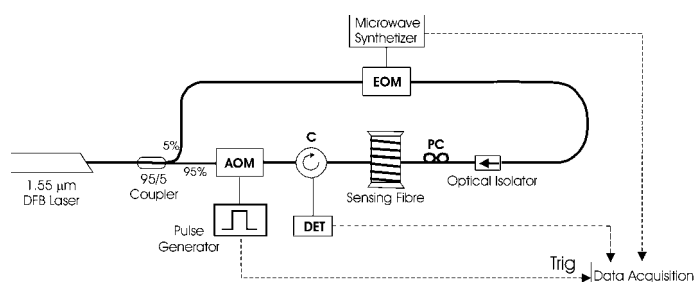 Microwave
Synthetizer
EOM
5%
C
PC
95%
AOM
1.55 μm
DFB Laser
95/5
Coupler
Sensing Fibre
Optical Isolator
Pulse
Generator
DET
Trig
Data Acquisition